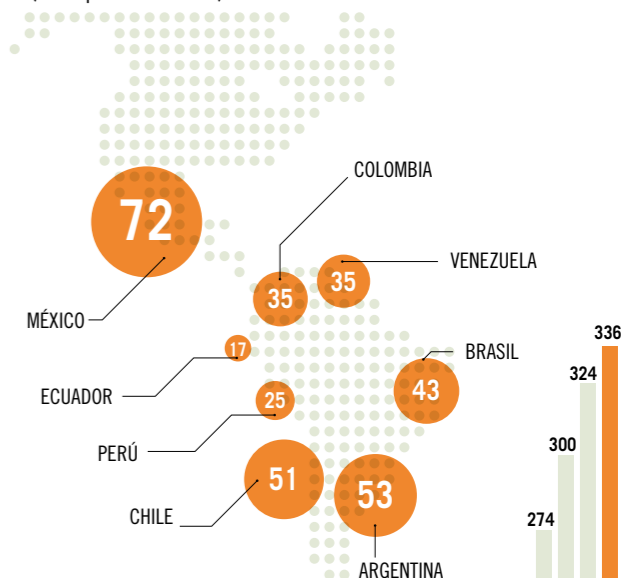 COLOMBIA
72
VENEZUELA
35
35
MÉXICO
336
17
BRASIL
324
ECUADOR
25
43
PERÚ
300
51
53
CHILE
274
ARGENTINA